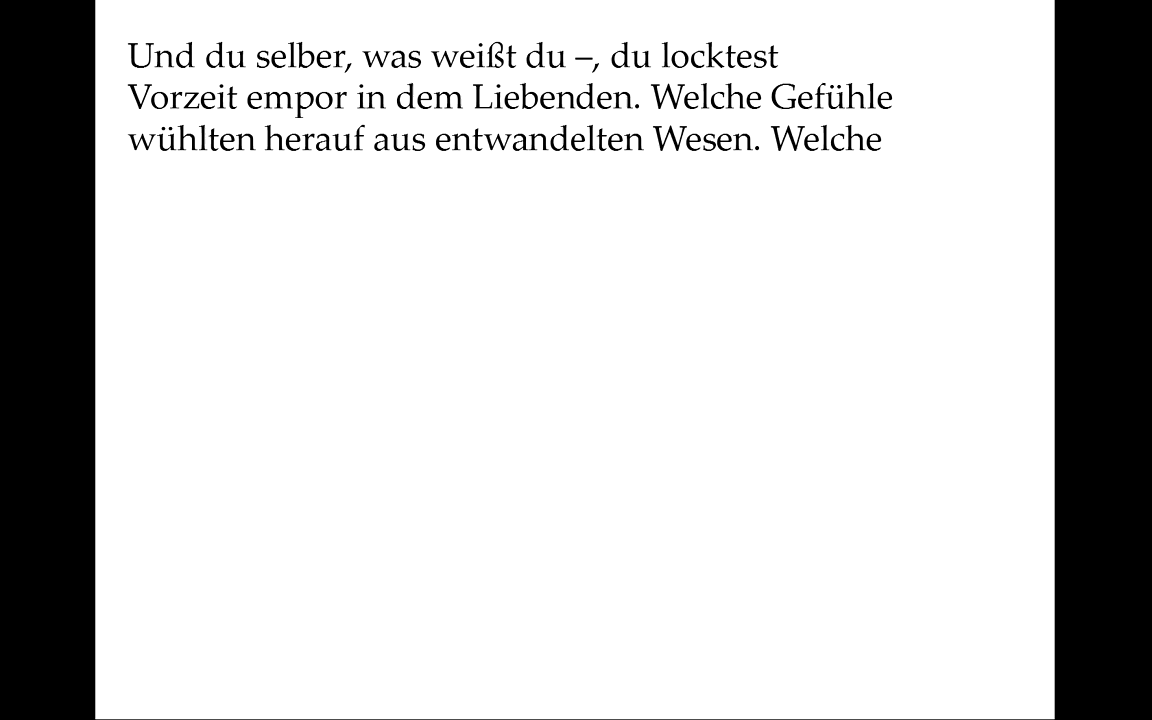 Und du selber, was weißt du –, du locktest
Vorzeit empor in dem Liebenden. Welche Gefühle
wühlten herauf aus entwandelten Wesen. Welche